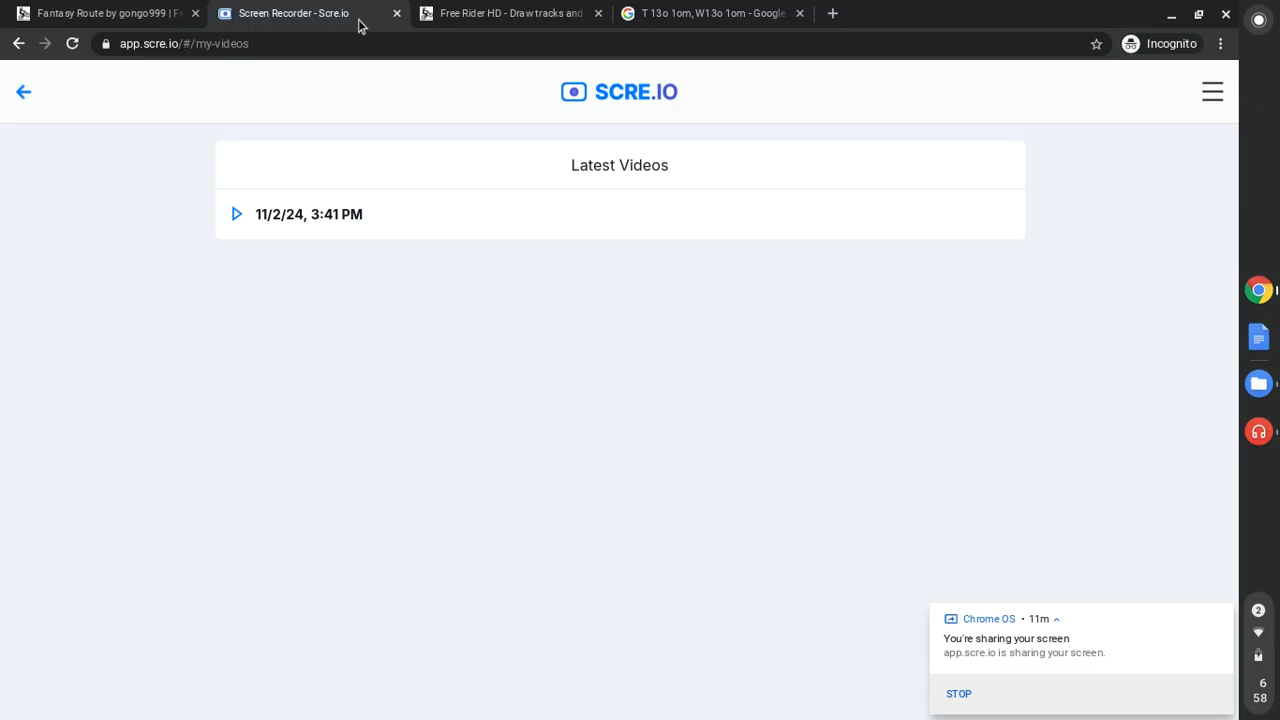 Fantasy Route by gongo999 | F
Screen Recorder - Scre.io
Free Rider HD - Draw tracks and
T 13o 1om, W13o 1om - Google
app.scre.io/#/my-videos
Incognito
SCRE.IO
Latest Videos
11/2/24, 3:41 PM
Chrome OS • 11m
You're sharing your screen
app.scre.io is sharing your screen.
STOP
2
6
58